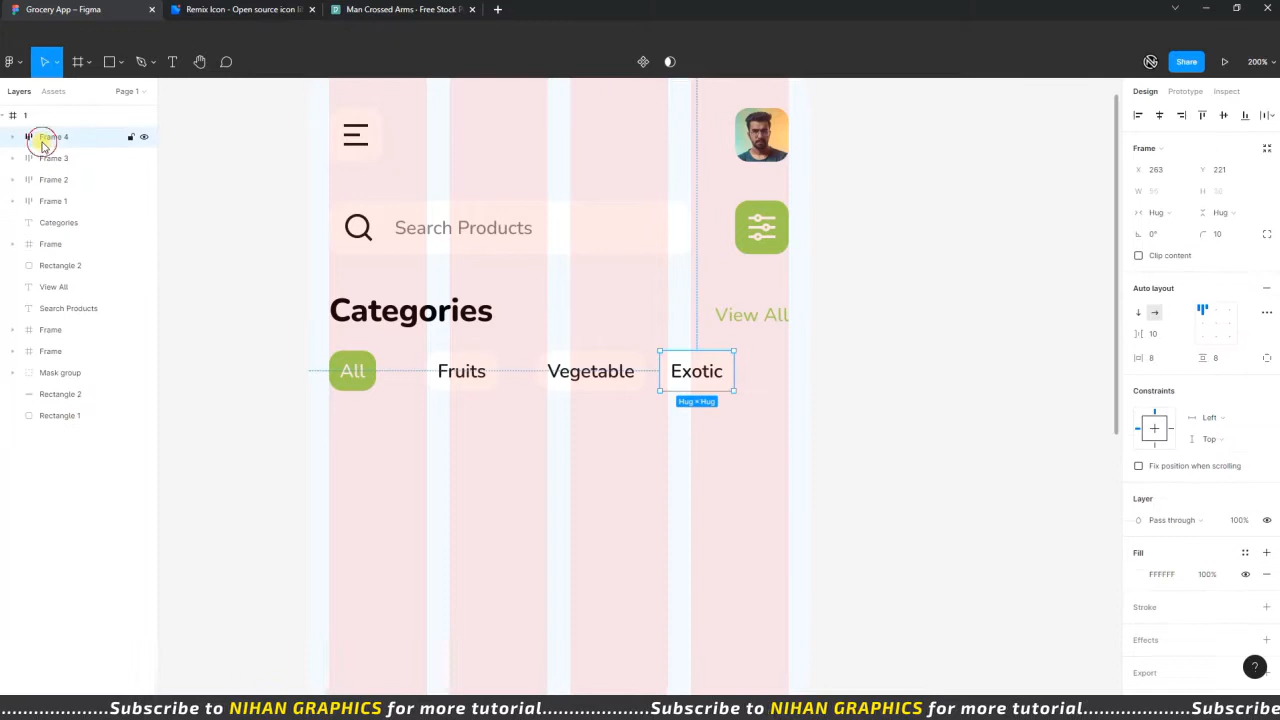 Grocery App – Figma
Remix Icon - Open source icon li
Man Crossed Arms · Free Stock P
Share
200%
Layers
Assets
Page 1
1
Frame 4
Frame 3
Frame 2
Frame 1
Categories
Frame
Rectangle 2
View All
Search Products
Frame
Frame
Mask group
Rectangle 2
Rectangle 1
Search Products
Categories
View All
All
Fruits
Vegetable
Exotic
Hug × Hug
Design
Prototype
Inspect
Frame
X 263
Y 221
W
H
Hug
Hug
0°
10
Clip content
Auto layout
10
8
8
Constraints
Left
Top
Fix position when scrolling
Layer
Pass through
100%
Fill
FFFFFF
100%
Stroke
Effects
Export
?
..................Subscribe to NIHAN GRAPHICS for more tutorial......................Subscribe to NIHAN GRAPHICS for more tutorial......................Subscribe